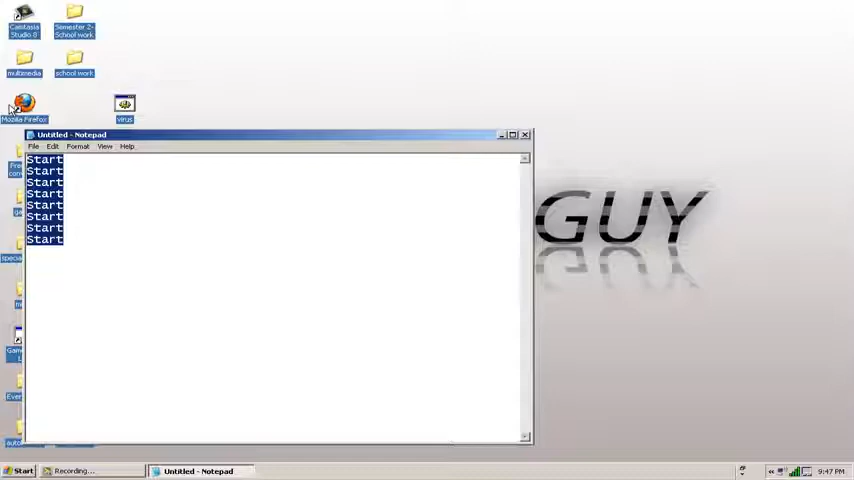 Camtasia
Studio 8
Semester 2-
School work
multimedia
school work
Mozilla Firefox
virus
Untitled - Notepad
File Edit Format View Help
Start
Start
Start
Start
Start
Start
Start
Start
GUY
Start
Recording...
Untitled - Notepad
9:47 PM